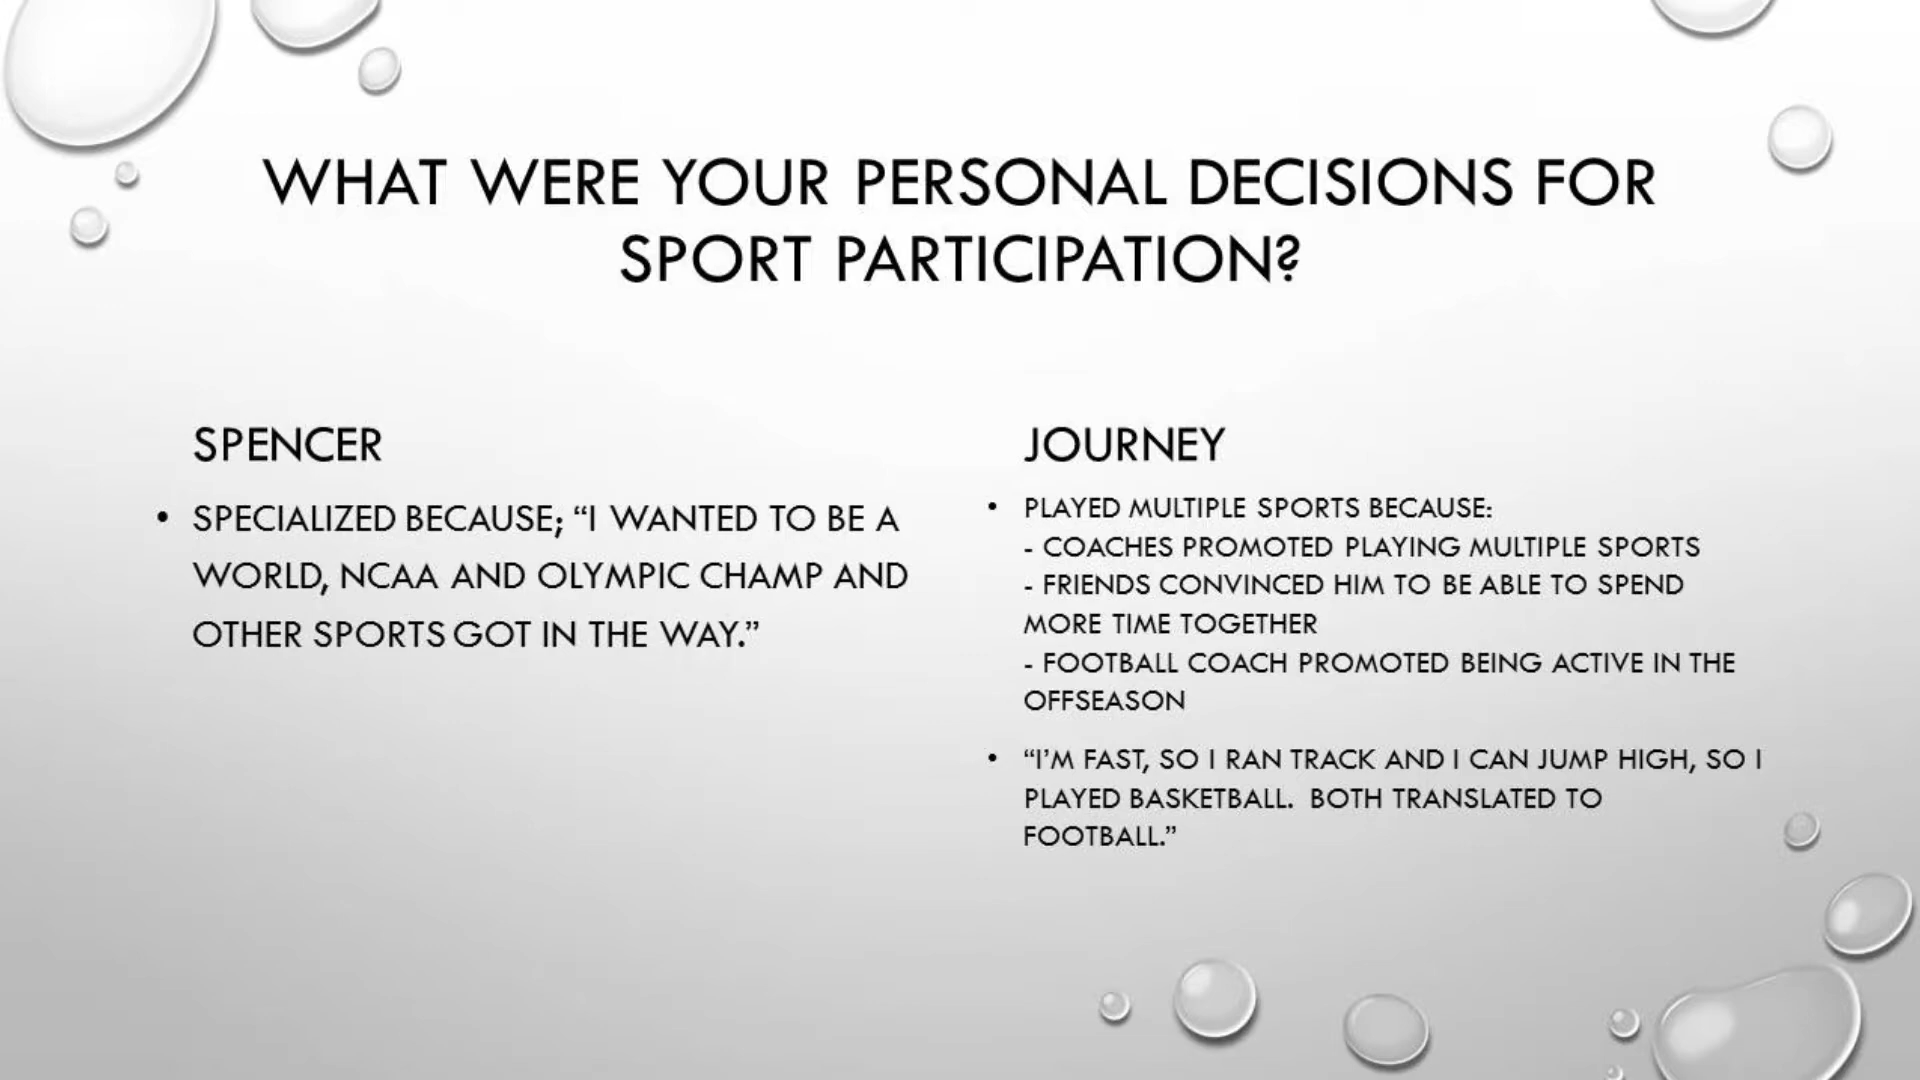 WHAT WERE YOUR PERSONAL DECISIONS FOR
SPORT PARTICIPATION?
SPENCER
• SPECIALIZED BECAUSE; “I WANTED TO BE A
WORLD, NCAA AND OLYMPIC CHAMP AND
OTHER SPORTS GOT IN THE WAY.”
JOURNEY
• PLAYED MULTIPLE SPORTS BECAUSE:
- COACHES PROMOTED PLAYING MULTIPLE SPORTS
- FRIENDS CONVINCED HIM TO BE ABLE TO SPEND
MORE TIME TOGETHER
- FOOTBALL COACH PROMOTED BEING ACTIVE IN THE
OFFSEASON
• “I’M FAST, SO I RAN TRACK AND I CAN JUMP HIGH, SO I
PLAYED BASKETBALL.  BOTH TRANSLATED TO
FOOTBALL.”